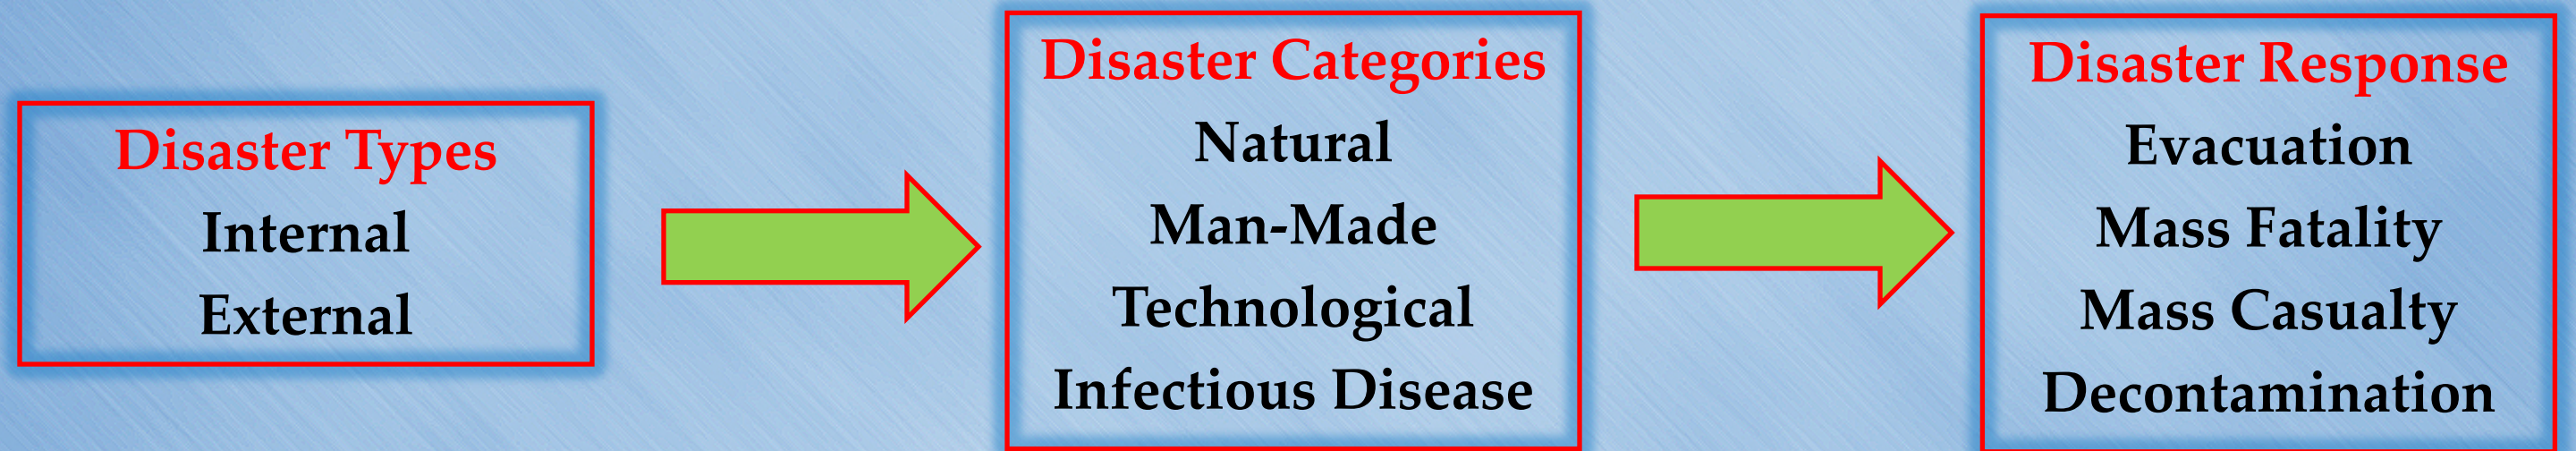 Disaster Types
Internal
External
Disaster Categories
Natural
Man-Made
Technological
Infectious Disease
Disaster Response
Evacuation
Mass Fatality
Mass Casualty
Decontamination